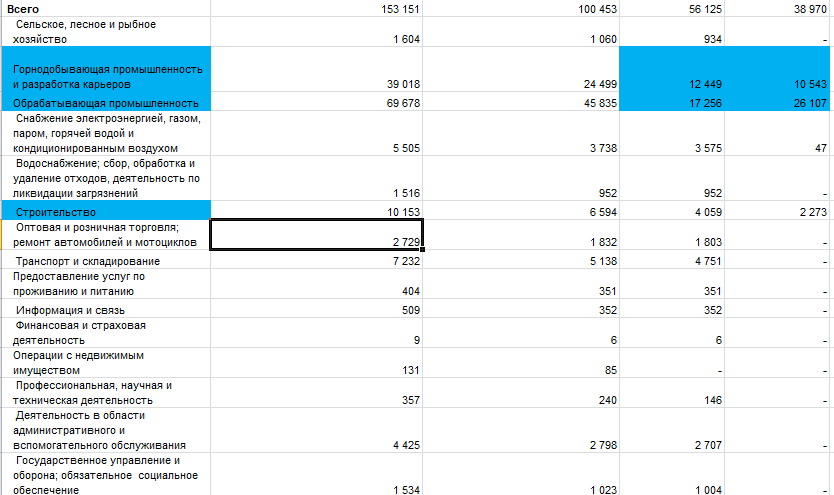 Всего 153 151 100 453 56 125 38 970
Сельское, лесное и рыбное
хозяйство 1 604 1 060 934 -
Горнодобывающая промышленность
и разработка карьеров 39 018 24 499 12 449 10 543
Обрабатывающая промышленность 69 678 45 835 17 256 26 107
Снабжение электроэнергией, газом,
паром, горячей водой и
кондиционированным воздухом 5 505 3 738 3 575 47
Водоснабжение; сбор, обработка и
удаление отходов, деятельность по
ликвидации загрязнений 1 516 952 952 -
Строительство 10 153 6 594 4 059 2 273
Оптовая и розничная торговля;
ремонт автомобилей и мотоциклов 2 729 1 832 1 803 -
Транспорт и складирование 7 232 5 138 4 751 -
Предоставление услуг по
проживанию и питанию 404 351 351 -
Информация и связь 509 352 352 -
Финансовая и страховая
деятельность 9 6 6 -
Операции с недвижимым
имуществом 131 85 - -
Профессиональная, научная и
техническая деятельность 357 240 146 -
Деятельность в области
административного и
вспомогательного обслуживания 4 425 2 798 2 707 -
Государственное управление и
оборона; обязательное социальное
обеспечение 1 534 1 023 1 004 -